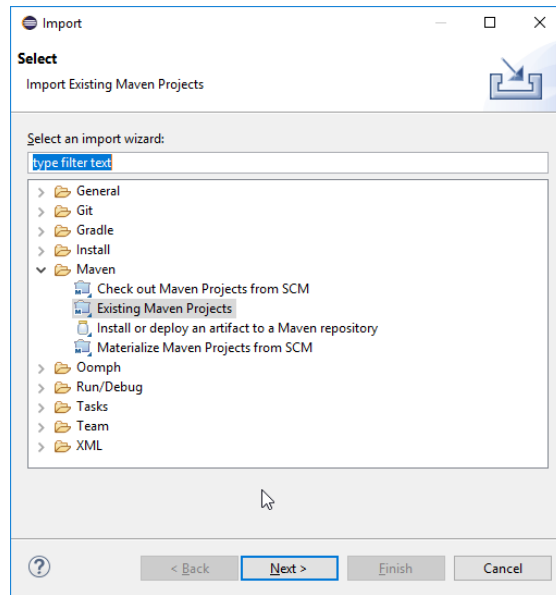 Import
Select
Import Existing Maven Projects
Select an import wizard:
type filter text
General
Git
Gradle
Install
Maven
Check out Maven Projects from SCM
Existing Maven Projects
Install or deploy an artifact to a Maven repository
Materialize Maven Projects from SCM
Oomph
Run/Debug
Tasks
Team
XML
? < Back Next > Finish Cancel